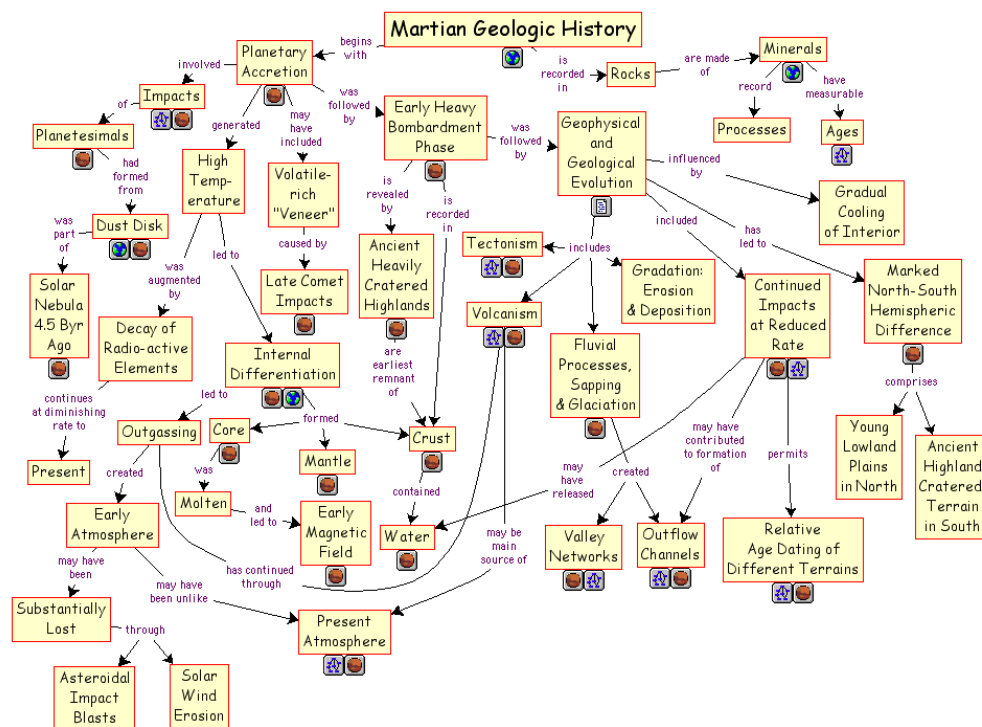 Martian Geologic History
begins
with
Planetary
Accretion
is
recorded
in
Rocks
are made
of
Minerals
record
have
measurable
Processes
Ages
involved
Impacts
of
Planetesimals
had
formed
from
Dust Disk
was
part
of
Solar
Nebula
4.5 Byr
Ago
generated
High
Temp-
erature
was
augmented
by
Decay of
Radio-active
Elements
continues
at diminishing
rate to
Present
may
have
included
Volatile-
rich
"Veneer"
caused by
Late Comet
Impacts
was
followed
by
Early Heavy
Bombardment
Phase
is
revealed
by
Ancient
Heavily
Cratered
Highlands
are
earliest
remnant
of
is
recorded
in
was
followed
by
Geophysical
and
Geological
Evolution
influenced
by
Gradual
Cooling
of Interior
includes
Tectonism
Gradation:
Erosion
& Deposition
Volcanism
Fluvial
Processes,
Sapping
& Glaciation
included
Continued
Impacts
at Reduced
Rate
has
led to
Marked
North-South
Hemispheric
Difference
comprises
Young
Lowland
Plains
in North
Ancient
Highland
Cratered
Terrain
in South
led to
Internal
Differentiation
led to
Outgassing
formed
Core
Mantle
Crust
was
Molten
and
led to
Early
Magnetic
Field
contained
Water
may
have
released
created
Valley
Networks
Outflow
Channels
may have
contributed
to formation
of
permits
Relative
Age Dating of
Different Terrains
created
Early
Atmosphere
has continued
through
may be
main
source of
may have
been
Substantially
Lost
may have
been unlike
Present
Atmosphere
through
Asteroidal
Impact
Blasts
Solar
Wind
Erosion